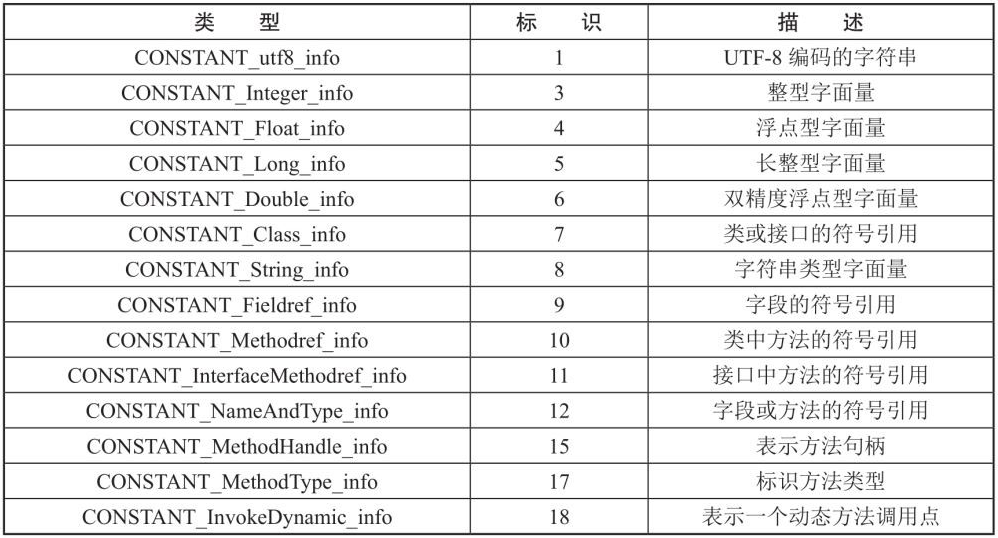 类 型 标 识 描 述
CONSTANT_utf8_info 1 UTF-8 编码的字符串
CONSTANT_Integer_info 3 整型字面量
CONSTANT_Float_info 4 浮点型字面量
CONSTANT_Long_info 5 长整型字面量
CONSTANT_Double_info 6 双精度浮点型字面量
CONSTANT_Class_info 7 类或接口的符号引用
CONSTANT_String_info 8 字符串类型字面量
CONSTANT_Fieldref_info 9 字段的符号引用
CONSTANT_Methodref_info 10 类中方法的符号引用
CONSTANT_InterfaceMethodref_info 11 接口中方法的符号引用
CONSTANT_NameAndType_info 12 字段或方法的符号引用
CONSTANT_MethodHandle_info 15 表示方法句柄
CONSTANT_MethodType_info 17 标识方法类型
CONSTANT_InvokeDynamic_info 18 表示一个动态方法调用点